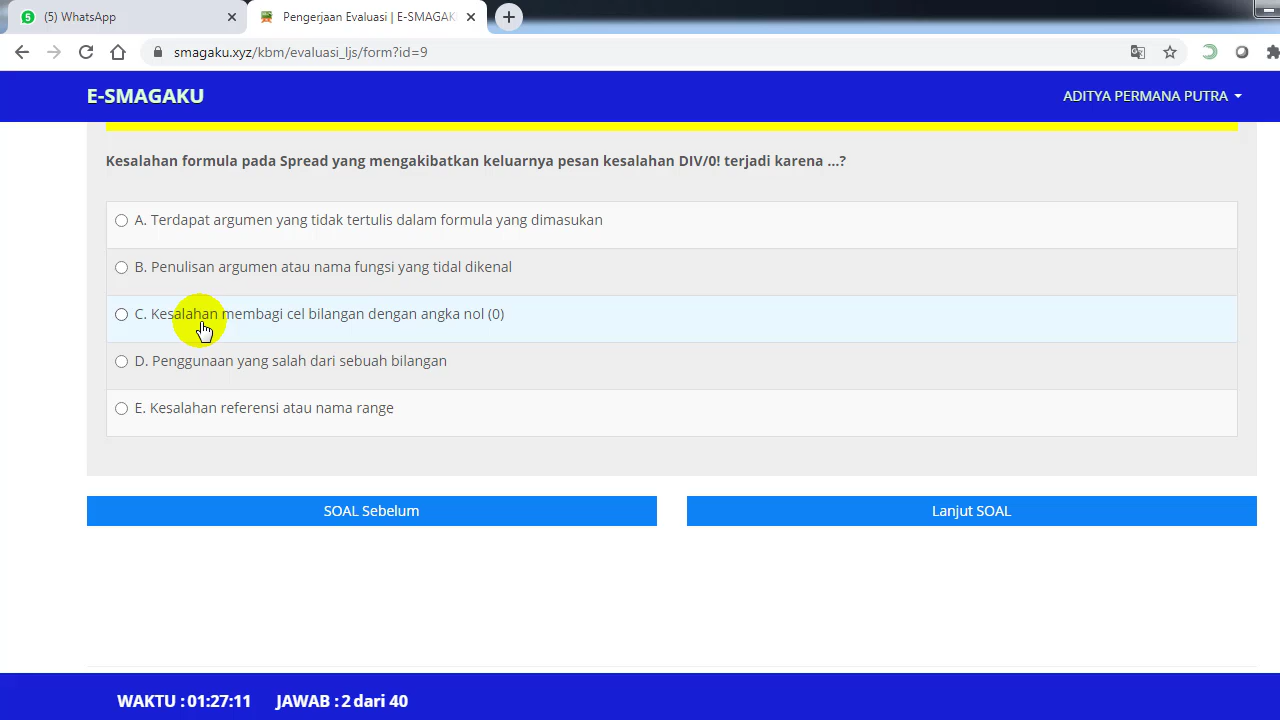 (5) WhatsApp
Pengerjaan Evaluasi | E-SMAGAK
smagaku.xyz/kbm/evaluasi_ljs/form?id=9
E-SMAGAKU
ADITYA PERMANA PUTRA
Kesalahan formula pada Spread yang mengakibatkan keluarnya pesan kesalahan DIV/0! terjadi karena ...?
A. Terdapat argumen yang tidak tertulis dalam formula yang dimasukan
B. Penulisan argumen atau nama fungsi yang tidal dikenal
C. Kesalahan membagi cel bilangan dengan angka nol (0)
D. Penggunaan yang salah dari sebuah bilangan
E. Kesalahan referensi atau nama range
SOAL Sebelum
Lanjut SOAL
WAKTU : 01:27:11 JAWAB : 2 dari 40